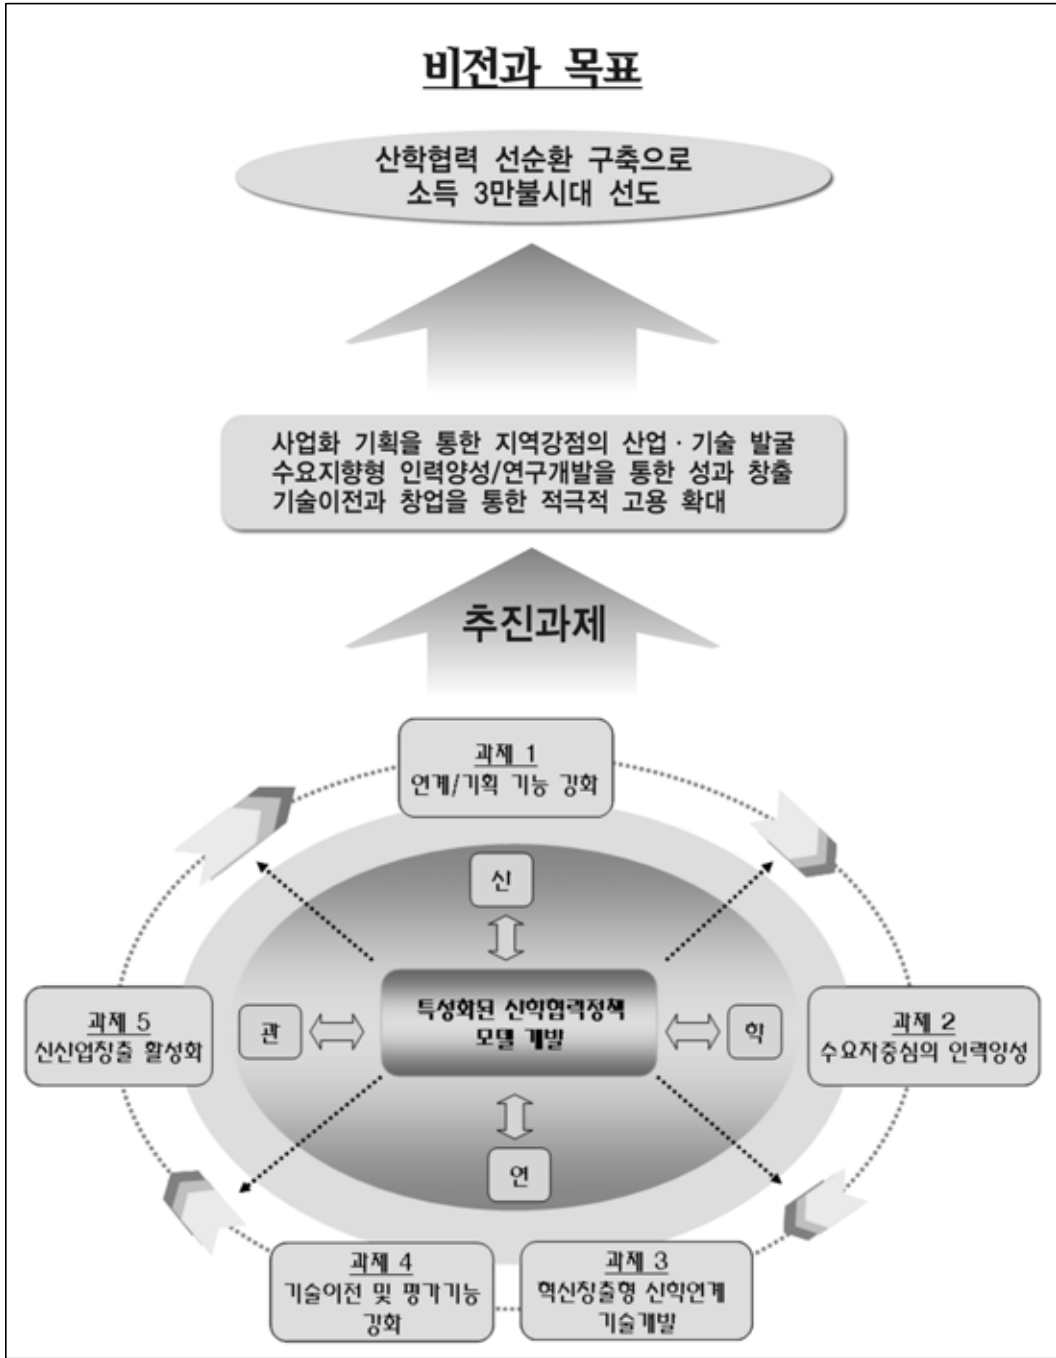 비전과 목표
산학협력 선순환 구축으로
소득 3만불시대 선도
사업화 기획을 통한 지역강점의 산업·기술 발굴
수요지향형 인력양성/연구개발을 통한 성과 창출
기술이전과 창업을 통한 적극적 고용 확대
추진과제
과제 1
연계/기획 기능 강화
산
과제 5
신산업창출 활성화
관
특성화된 산학협력정책
모델 개발
학
과제 2
수요자중심의 인력양성
연
과제 4
기술이전 및 평가기능
강화
과제 3
혁신창출형 산학연계
기술개발